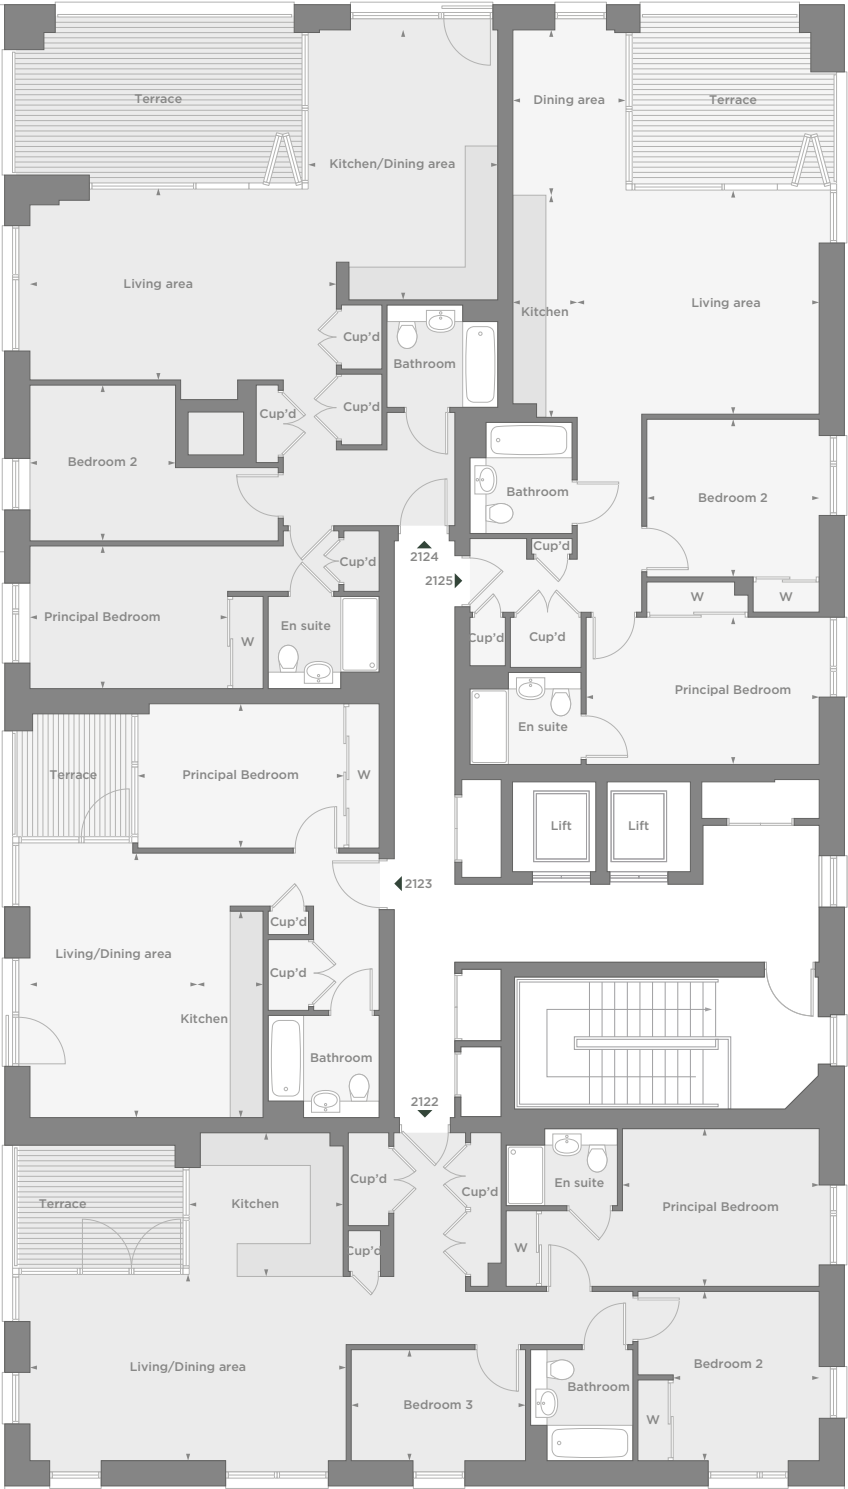 Terrace
Dining area
Terrace
Kitchen/Dining area
Living area
Kitchen
Living area
Cup'd
Bathroom
Cup'd
Cup'd
Bedroom 2
Bathroom
Bedroom 2
Cup'd
2124
Cup'd
2125
W
W
Principal Bedroom
En suite
W
Cup'd
Cup'd
Principal Bedroom
En suite
Terrace
Principal Bedroom
W
Lift
Lift
2123
Cup'd
Living/Dining area
Cup'd
Kitchen
Bathroom
2122
Cup'd
Cup'd
En suite
Terrace
Kitchen
Principal Bedroom
Cup'd
W
Living/Dining area
Bedroom 2
Bathroom
Bedroom 3
W